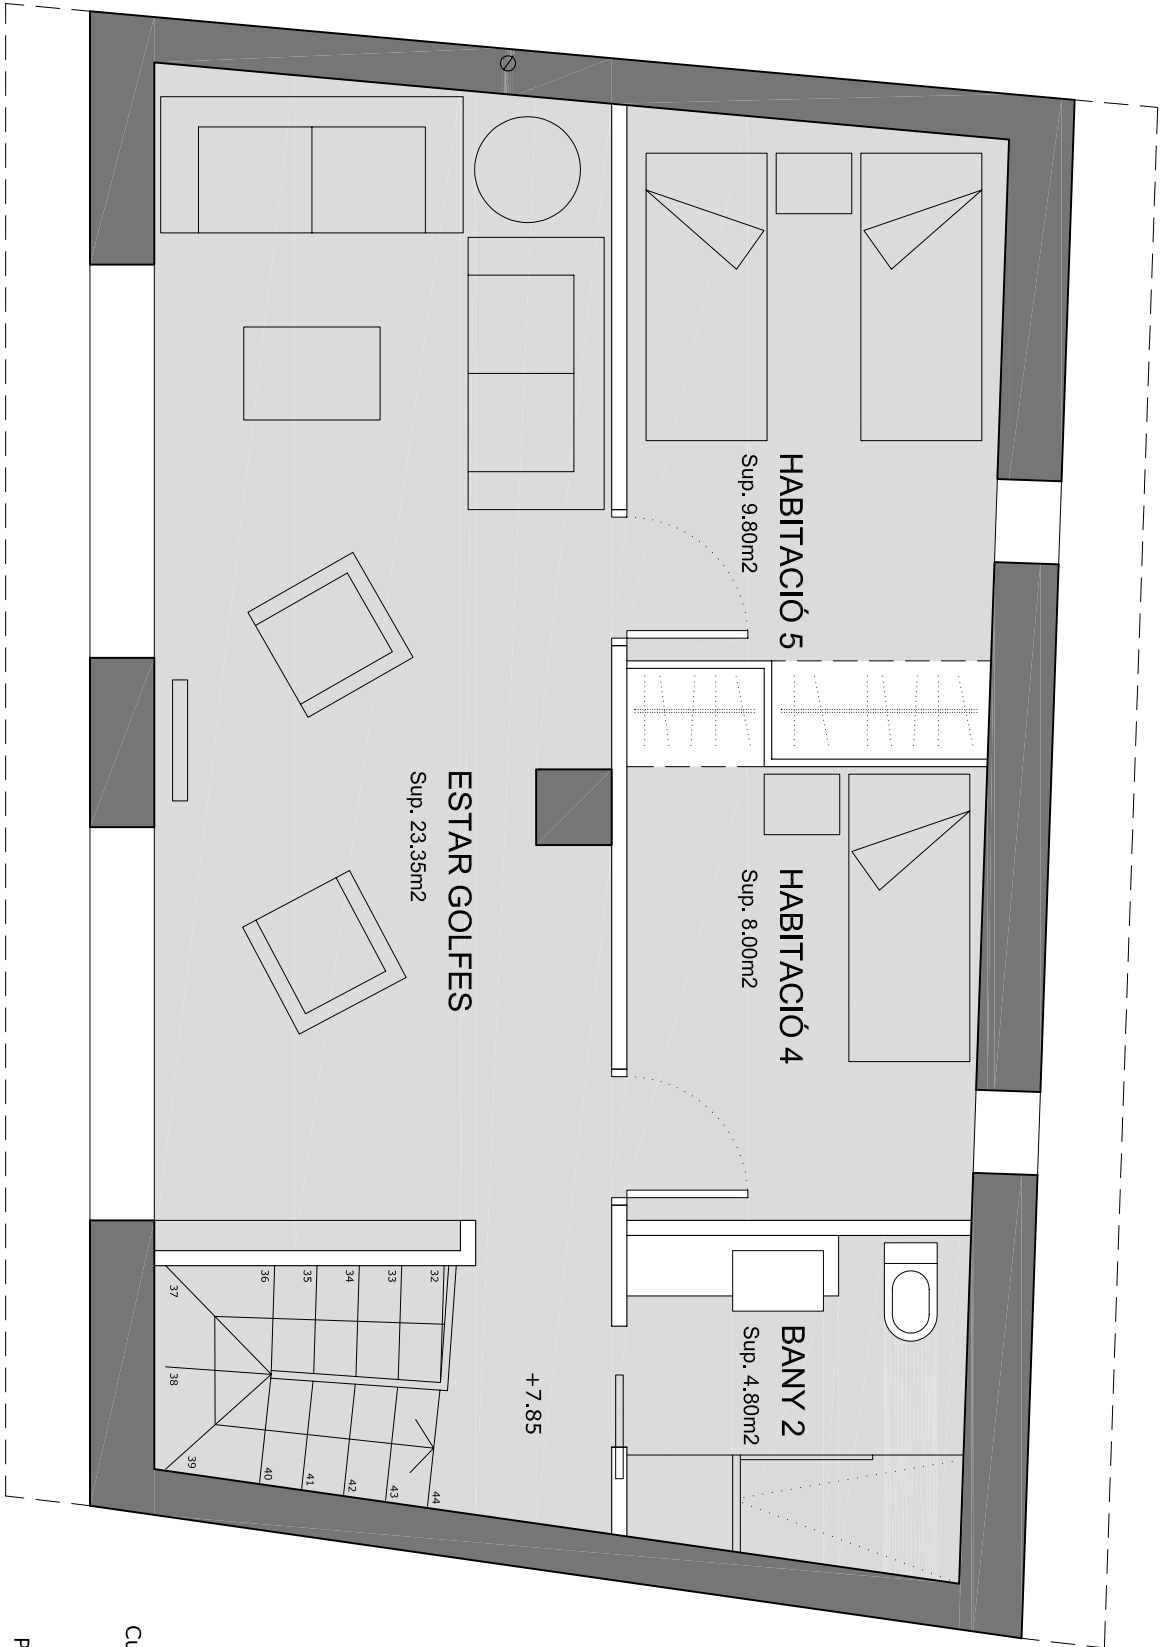 HABITACIÓ 5
Sup. 9.80m2
HABITACIÓ 4
Sup. 8.00m2
BANY 2
Sup. 4.80m2
ESTAR GOLFES
Sup. 23.35m2
+7.85
32
33
34
35
36
37
38
39
40
41
42
43
44